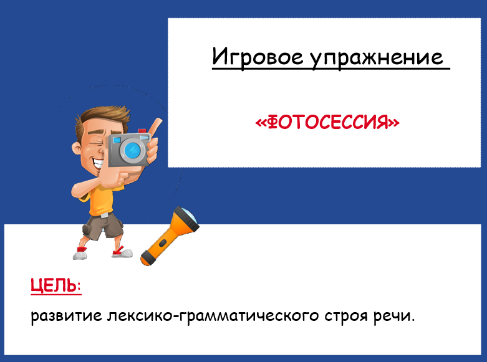 Игровое упражнение
«ФОТОСЕССИЯ»
ЦЕЛЬ:
развитие лексико-грамматического строя речи.